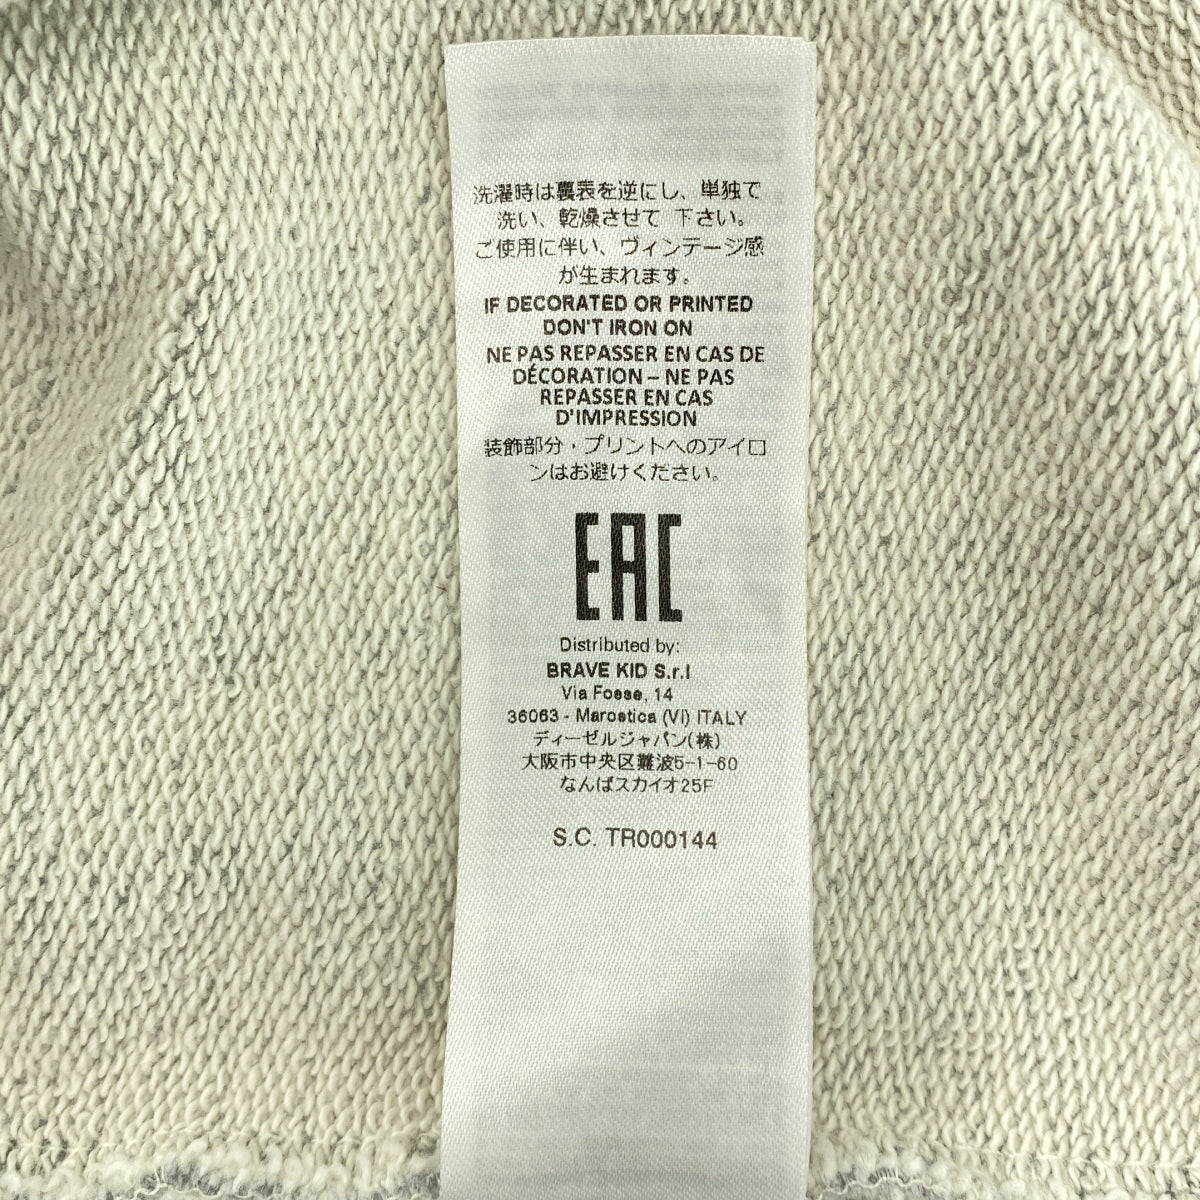 洗濯時は裏表を逆にし、単独で
洗い、乾燥させて 下さい。
ご使用に伴い、ヴィンテージ感
が生まれます。
IF DECORATED OR PRINTED
DON'T IRON ON
NE PAS REPASSER EN CAS DE
DÉCORATION – NE PAS
REPASSER EN CAS
D'IMPRESSION
装飾部分・プリントへのアイロ
ンはお避けください。
EAC
Distributed by:
BRAVE KID S.r.l
Via Fosse, 14
36063 - Marostica (VI) ITALY
ディーゼルジャパン(株)
大阪市中央区難波5-1-60
なんばスカイオ25F
S.C. TR000144